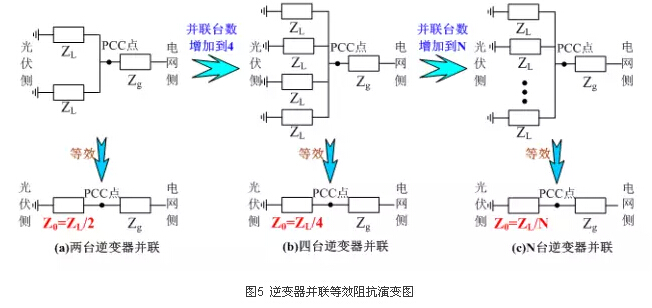 光伏侧
Z_L
Z_L
PCC点
Z_g
电网侧
并联台数
增加到4
光伏侧
Z_L
Z_L
Z_L
Z_L
PCC点
Z_g
电网侧
并联台数
增加到N
光伏侧
Z_L
Z_L
Z_L
PCC点
Z_g
电网侧
等效
等效
等效
光伏侧
Z₀=Z_L/2
PCC点
Z_g
电网侧
(a)两台逆变器并联
光伏侧
Z₀=Z_L/4
PCC点
Z_g
电网侧
(b)四台逆变器并联
光伏侧
Z₀=Z_L/N
PCC点
Z_g
电网侧
(c)N台逆变器并联
图5 逆变器并联等效阻抗演变图